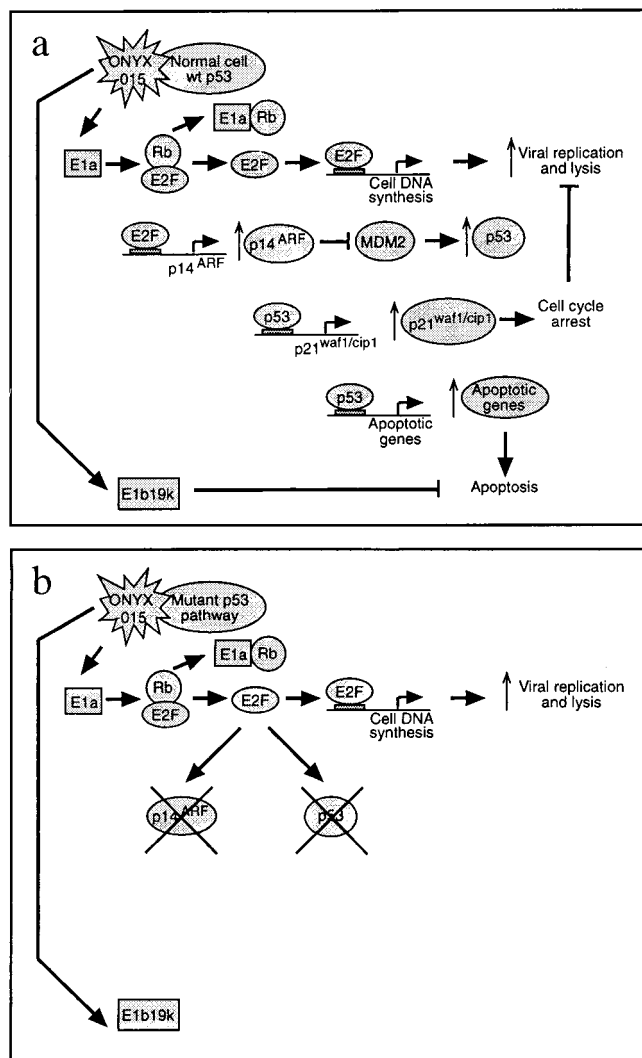 a
ONYX 015
Normal cell
wt p53
E1a Rb
Rb
E1a
E2F
E2F
E2F
Cell DNA
synthesis
Viral replication
and lysis
E2F
p14ARF
p14ARF
MDM2
p53
p53
p21waf1/cip1
p21waf1/cip1
Cell cycle
arrest
p53
Apoptotic
genes
Apoptotic
genes
E1b19k
Apoptosis
b
ONYX
015
Mutant p53
pathway
E1a Rb
Rb
E1a
E2F
E2F
E2F
Cell DNA
synthesis
Viral replication
and lysis
p14ARF
p53
E1b19k